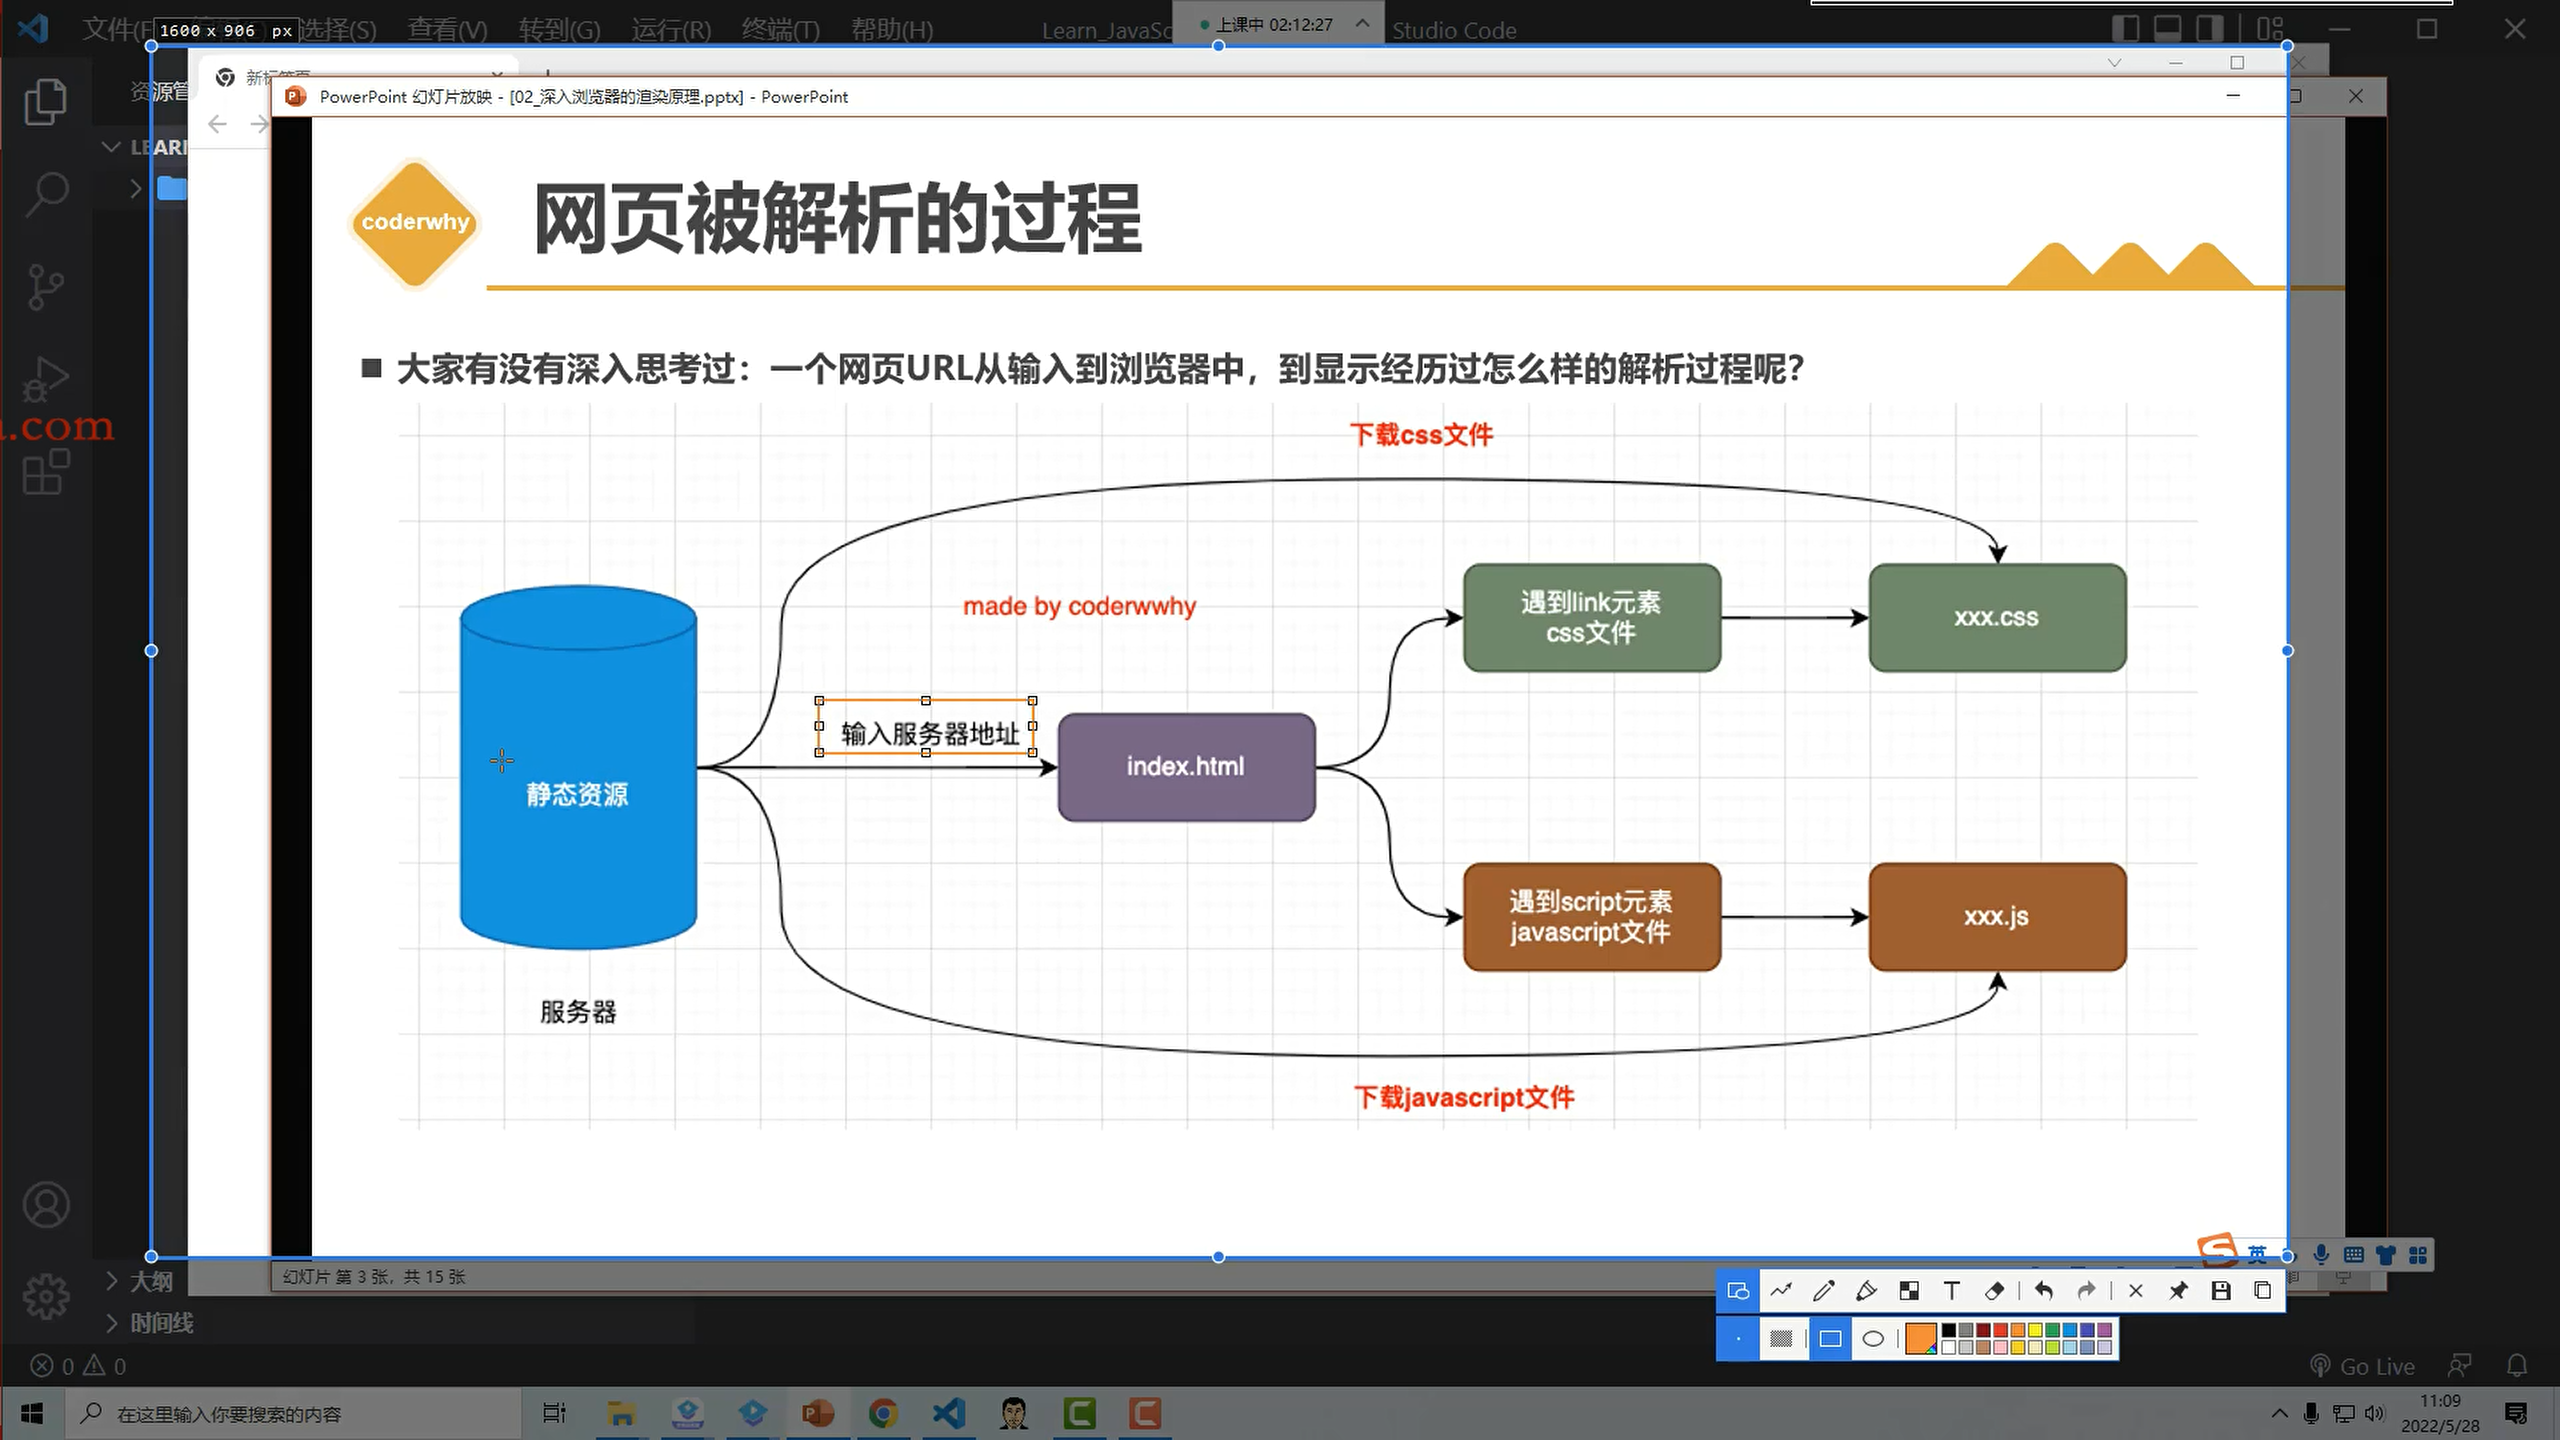 文件(F
1600 x 906 px
选择(S)
查看(V)
转到(G)
运行(R)
终端(T)
帮助(H)
Learn_JavaSc
上课中 02:12:27
Studio Code
资源管
新标签页
PowerPoint 幻灯片放映 - [02_深入浏览器的渲染原理.pptx] - PowerPoint
LEARN
coderwhy
网页被解析的过程
大家有没有深入思考过：一个网页URL从输入到浏览器中，到显示经历过怎么样的解析过程呢？
a.com
下载css文件
made by coderwwhy
遇到link元素
css文件
xxx.css
输入服务器地址
index.html
静态资源
遇到script元素
javascript文件
xxx.js
服务器
下载javascript文件
英
幻灯片 第 3 张，共 15 张
大纲
时间线
0
0
Go Live
在这里输入你要搜索的内容
11:09
2022/5/28